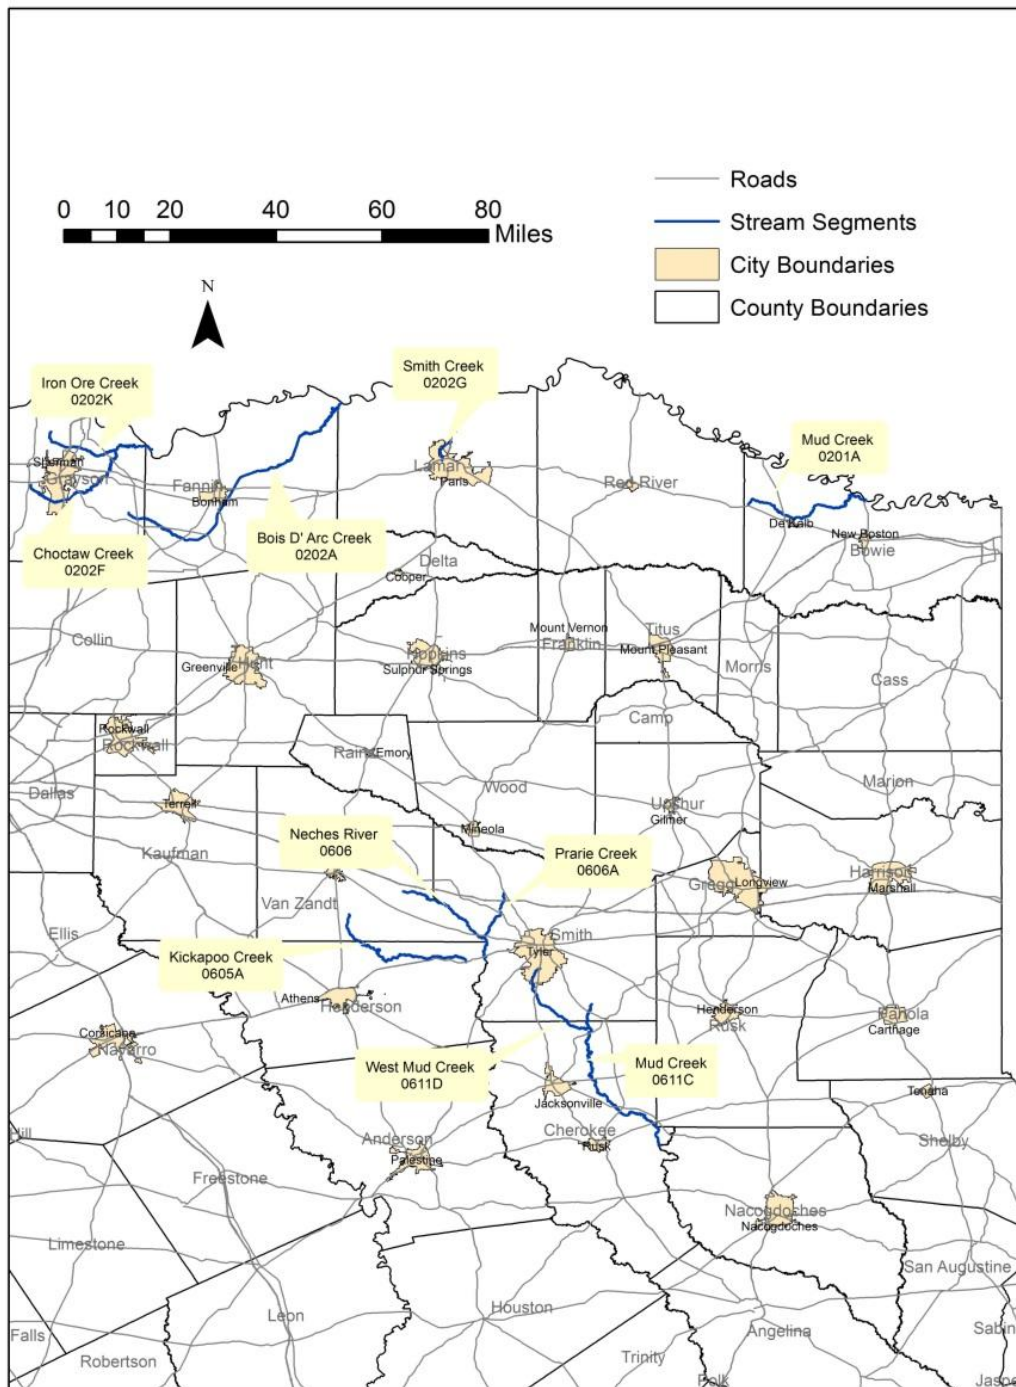 0 10 20 40 60 80
Miles
N
Roads
Stream Segments
City Boundaries
County Boundaries
Iron Ore Creek
0202K
Smith Creek
0202G
Mud Creek
0201A
Sherman
Grayson
Fannin
Bonham
Lamar
Paris
Red River
De Kalb
New Boston
Bowie
Choctaw Creek
0202F
Bois D' Arc Creek
0202A
Delta
Cooper
Collin
Greenville
Hunt
Hopkins
Sulphur Springs
Mount Vernon
Franklin
Titus
Mount Pleasant
Morris
Cass
Camp
Rockwall
Rockwall
Rains
Emory
Wood
Marion
Dallas
Terrell
Upshur
Gilmer
Mineola
Kaufman
Neches River
0606
Prarie Creek
0606A
Gregg
Longview
Harrison
Marshall
Van Zandt
Ellis
Smith
Tyler
Kickapoo Creek
0605A
Athens
Henderson
Henderson
Rusk
Panola
Carthage
Corsicana
Navarro
West Mud Creek
0611D
Mud Creek
0611C
Jacksonville
Tenaha
Hill
Anderson
Palestine
Cherokee
Rusk
Shelby
Freestone
Nacogdoches
Nacogdoches
Limestone
San Augustine
Leon
Houston
Angelina
Falls
Robertson
Trinity
Sabin
Polk
Jaspe